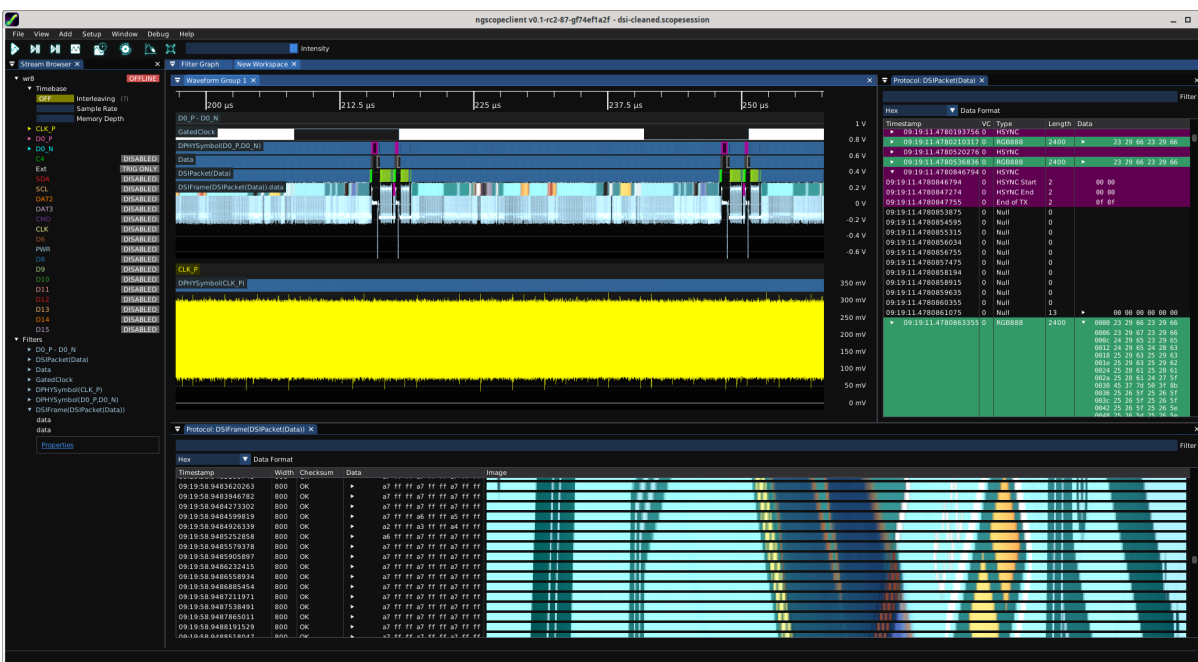 ngscopeclient v0.1-rc2-87-gf74ef1a2f - dsi-cleaned.scopesession
File View Add Setup Window Debug Help
Intensity
Stream Browser X
wr8 OFFLINE
Timebase
OFF Interleaving (?)
Sample Rate
Memory Depth
CLK_P
D0_P
D0_N
C4 DISABLED
Ext TRIG ONLY
SDA DISABLED
SCL DISABLED
DAT2 DISABLED
DAT3 DISABLED
CMD DISABLED
CLK DISABLED
D6 DISABLED
PWR DISABLED
D8 DISABLED
D9 DISABLED
D10 DISABLED
D11 DISABLED
D12 DISABLED
D13 DISABLED
D14 DISABLED
D15 DISABLED
Filters
D0_P - D0_N
DSIPacket(Data)
Data
GatedClock
DPHYSymbol(CLK_P)
DPHYSymbol(D0_P,D0_N)
DSIFrame(DSIPacket(Data))
data
data
Properties
Filter Graph New Workspace X
Waveform Group 1 X
200 µs 212.5 µs 225 µs 237.5 µs 250 µs
D0_P - D0_N
GatedClock
DPHYSymbol(D0_P,D0_N)
Data
DSIPacket(Data)
DSIFrame(DSIPacket(Data)).data
1 V
0.8 V
0.6 V
0.4 V
0.2 V
0 V
-0.2 V
-0.4 V
-0.6 V
CLK_P
DPHYSymbol(CLK_P)
350 mV
300 mV
250 mV
200 mV
150 mV
100 mV
50 mV
0 mV
Protocol: DSIPacket(Data) X
Filter
Hex Data Format
Timestamp VC Type Length Data
09:19:11.4780193756 0 HSYNC
09:19:11.4780210317 0 RGB888 2400 23 29 66 23 29 66
09:19:11.4780520276 0 HSYNC
09:19:11.4780536836 0 RGB888 2400 23 29 66 23 29 66
09:19:11.4780846794 0 HSYNC
09:19:11.4780846794 0 HSYNC Start 2 00 00
09:19:11.4780847274 0 HSYNC End 2 00 00
09:19:11.4780847755 0 End of TX 2 0f 0f
09:19:11.4780853875 0 Null
09:19:11.4780854595 0 Null
09:19:11.4780855315 0 Null
09:19:11.4780856034 0 Null
09:19:11.4780856755 0 Null
09:19:11.4780857475 0 Null
09:19:11.4780858194 0 Null
09:19:11.4780858915 0 Null
09:19:11.4780859635 0 Null
09:19:11.4780860355 0 Null
09:19:11.4780861075 0 Null 13 00 00 00 00 00 00
09:19:11.4780863355 0 RGB888 2400 0000 23 29 66 23 29 66
0006 23 29 67 23 29 66
000c 24 29 65 23 29 65
0012 24 29 65 24 28 63
0018 25 29 63 25 29 63
001e 25 29 63 25 29 62
0024 25 28 61 25 28 61
002a 25 28 61 24 27 5f
0030 45 37 7d 50 3f 8b
0036 25 26 5f 25 26 5f
003c 25 26 5f 25 26 5f
0042 25 26 5f 25 26 5e
Protocol: DSIFrame(DSIPacket(Data)) X
Filter
Hex Data Format
Timestamp Width Checksum Data Image
09:19:58.9483620263 800 OK a7 ff ff a7 ff ff a7 ff ff
09:19:58.9483946782 800 OK a7 ff ff a7 ff ff a7 ff ff
09:19:58.9484273302 800 OK a7 ff ff a7 ff ff a7 ff ff
09:19:58.9484599819 800 OK a7 ff ff a6 ff ff a5 ff ff
09:19:58.9484926339 800 OK a2 ff ff a3 ff ff a4 ff ff
09:19:58.9485252858 800 OK a6 ff ff a7 ff ff a7 ff ff
09:19:58.9485579378 800 OK a7 ff ff a7 ff ff a7 ff ff
09:19:58.9485905897 800 OK a7 ff ff a7 ff ff a7 ff ff
09:19:58.9486232415 800 OK a7 ff ff a7 ff ff a7 ff ff
09:19:58.9486558934 800 OK a7 ff ff a7 ff ff a7 ff ff
09:19:58.9486885454 800 OK a7 ff ff a7 ff ff a7 ff ff
09:19:58.9487211971 800 OK a7 ff ff a7 ff ff a7 ff ff
09:19:58.9487538491 800 OK a7 ff ff a7 ff ff a7 ff ff
09:19:58.9487865011 800 OK a7 ff ff a7 ff ff a7 ff ff
09:19:58.9488191529 800 OK a7 ff ff a7 ff ff a7 ff ff